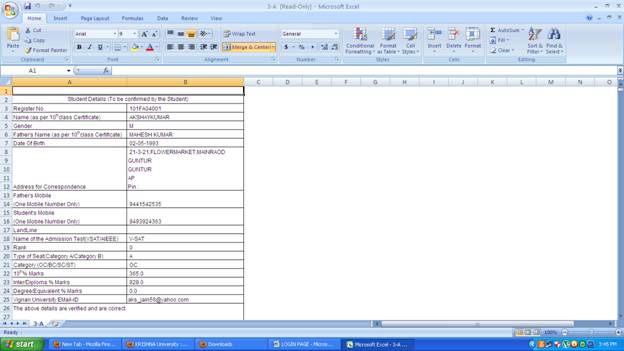 3-A [Read-Only] - Microsoft Excel
Home Insert Page Layout Formulas Data Review View
Cut
Copy
Format Painter
Paste
Clipboard
Arial 9
B I U
Font
Wrap Text
Merge & Center
Alignment
General
$ % ,
Number
Conditional Formatting
Format as Table
Cell Styles
Styles
Insert Delete Format
Cells
AutoSum
Fill
Clear
Sort & Filter
Find & Select
Editing
A1 fx
A B C D E F G H I J K L M N O
1
2 Student Details (To be confirmed by the Student)
3 Register No 101FA04001
4 Name (as per 10th class Certificate) AKSHAYKUMAR
5 Gender M
6 Father's Name (as per 10th class Certificate) MAHESH KUMAR
7 Date Of Birth 02-05-1993
8 21-3-21,FLOWERMARKET,MAINRAOD
9 GUNTUR
10 GUNTUR
11 AP
12 Address for Correspondence Pin
13 Father's Mobile
14 (One Mobile Number Only) 9441542535
15 Student's Mobile
16 (One Mobile Number Only) 9493924363
17 LandLine
18 Name of the Admission Test(VSAT/AIEEE) V-SAT
19 Rank 0
20 Type of Seat(Category A/Category B) A
21 Category (OC/BC/SC/ST) OC
22 10th % Marks 365.0
23 Inter/Diploma % Marks 828.0
24 Degree/Equivalent % Marks 0.0
25 Vignan University EMail-ID aks_jain56@yahoo.com
26 The above details are verified and are correct
27
3-A
Ready 100%
start New Tab - Mozilla Fire... KRISHNA University :... Downloads LOGIN PAGE - Micros... Microsoft Excel - 3-A ... 3:45 PM